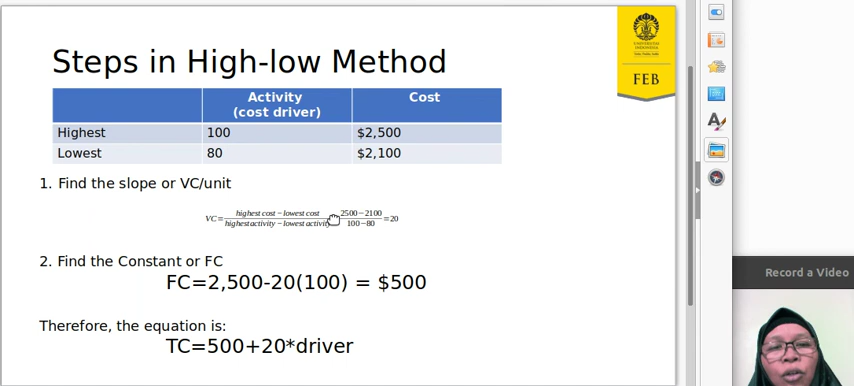 Steps in High-low Method
UNIVERSITAS
INDONESIA
FEB
Activity
(cost driver)
Cost
Highest 100 $2,500
Lowest 80 $2,100
1. Find the slope or VC/unit
VC = highest cost − lowest cost / highest activity − lowest activity 2500−2100 / 100−80 = 20
2. Find the Constant or FC
FC=2,500-20(100) = $500
Therefore, the equation is:
TC=500+20*driver
Record a Video